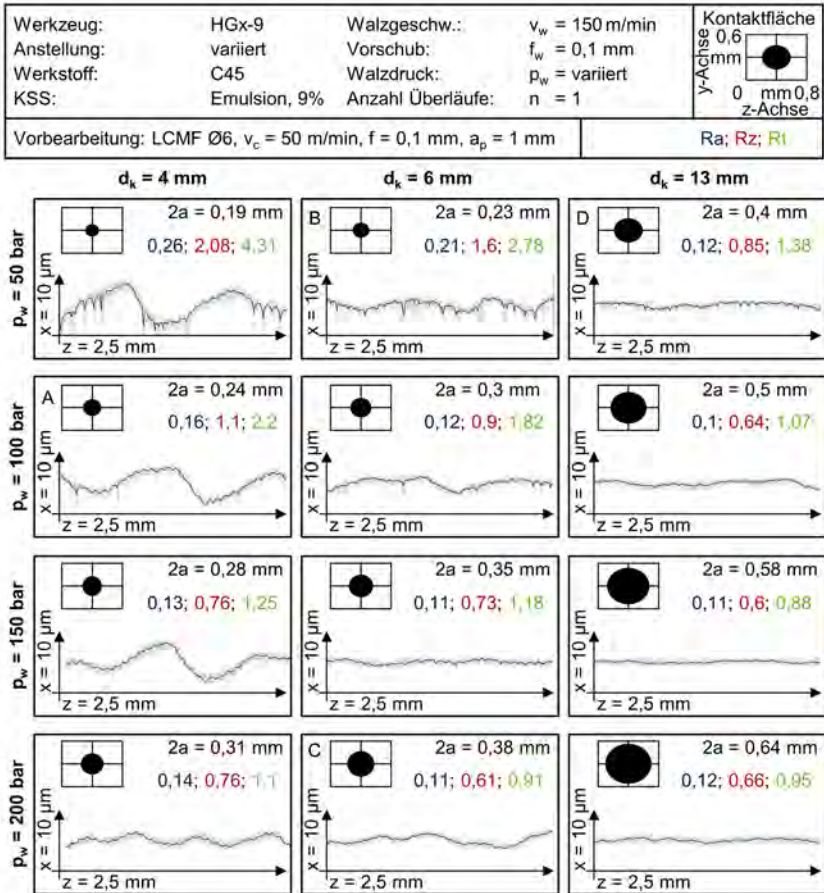 Werkzeug: HGx-9 Walzgeschw.: v_w = 150 m/min
Anstellung: variiert Vorschub: f_w = 0,1 mm
Werkstoff: C45 Walzdruck: p_w = variiert
KSS: Emulsion, 9% Anzahl Überläufe: n = 1
Kontaktfläche
y-Achse
0,6
mm
0 mm 0,8
z-Achse
Vorbearbeitung: LCMF Ø6, v_c = 50 m/min, f = 0,1 mm, a_p = 1 mm Ra; Rz; Rt
d_k = 4 mm d_k = 6 mm d_k = 13 mm
p_w = 50 bar
2a = 0,19 mm
0,26; 2,08; 4,31
x = 10 µm
z = 2,5 mm
B
2a = 0,23 mm
0,21; 1,6; 2,78
x = 10 µm
z = 2,5 mm
D
2a = 0,4 mm
0,12; 0,85; 1,38
x = 10 µm
z = 2,5 mm
p_w = 100 bar
A
2a = 0,24 mm
0,16; 1,1; 2,2
x = 10 µm
z = 2,5 mm
2a = 0,3 mm
0,12; 0,9; 1,82
x = 10 µm
z = 2,5 mm
2a = 0,5 mm
0,1; 0,64; 1,07
x = 10 µm
z = 2,5 mm
p_w = 150 bar
2a = 0,28 mm
0,13; 0,76; 1,25
x = 10 µm
z = 2,5 mm
2a = 0,35 mm
0,11; 0,73; 1,18
x = 10 µm
z = 2,5 mm
2a = 0,58 mm
0,11; 0,6; 0,88
x = 10 µm
z = 2,5 mm
p_w = 200 bar
2a = 0,31 mm
0,14; 0,76; 1,1
x = 10 µm
z = 2,5 mm
C
2a = 0,38 mm
0,11; 0,61; 0,91
x = 10 µm
z = 2,5 mm
2a = 0,64 mm
0,12; 0,66; 0,95
x = 10 µm
z = 2,5 mm